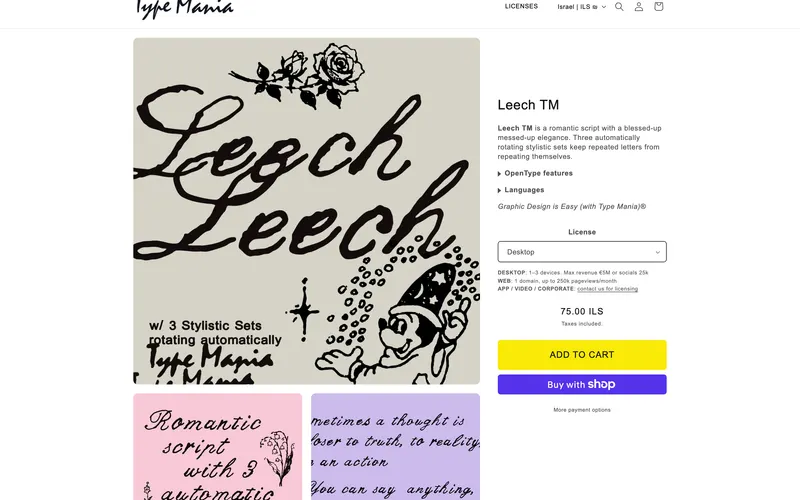 Type Mania
LICENSES
Israel | ILS ₪
Leech
Leech
w/ 3 Stylistic Sets
rotating automatically
Type Mania
Type Mania
Romantic
script
with 3
automatic
metimes a thought is
loser to truth, to reality,
an action
You can say anything,
Leech TM
Leech TM is a romantic script with a blessed-up
messed-up elegance. Three automatically
rotating stylistic sets keep repeated letters from
repeating themselves.
OpenType features
Languages
Graphic Design is Easy (with Type Mania)®
License
Desktop
DESKTOP: 1–3 devices. Max revenue €5M or socials 25k
WEB: 1 domain, up to 250k pageviews/month
APP / VIDEO / CORPORATE: contact us for licensing
75.00 ILS
Taxes included.
ADD TO CART
Buy with shop
More payment options